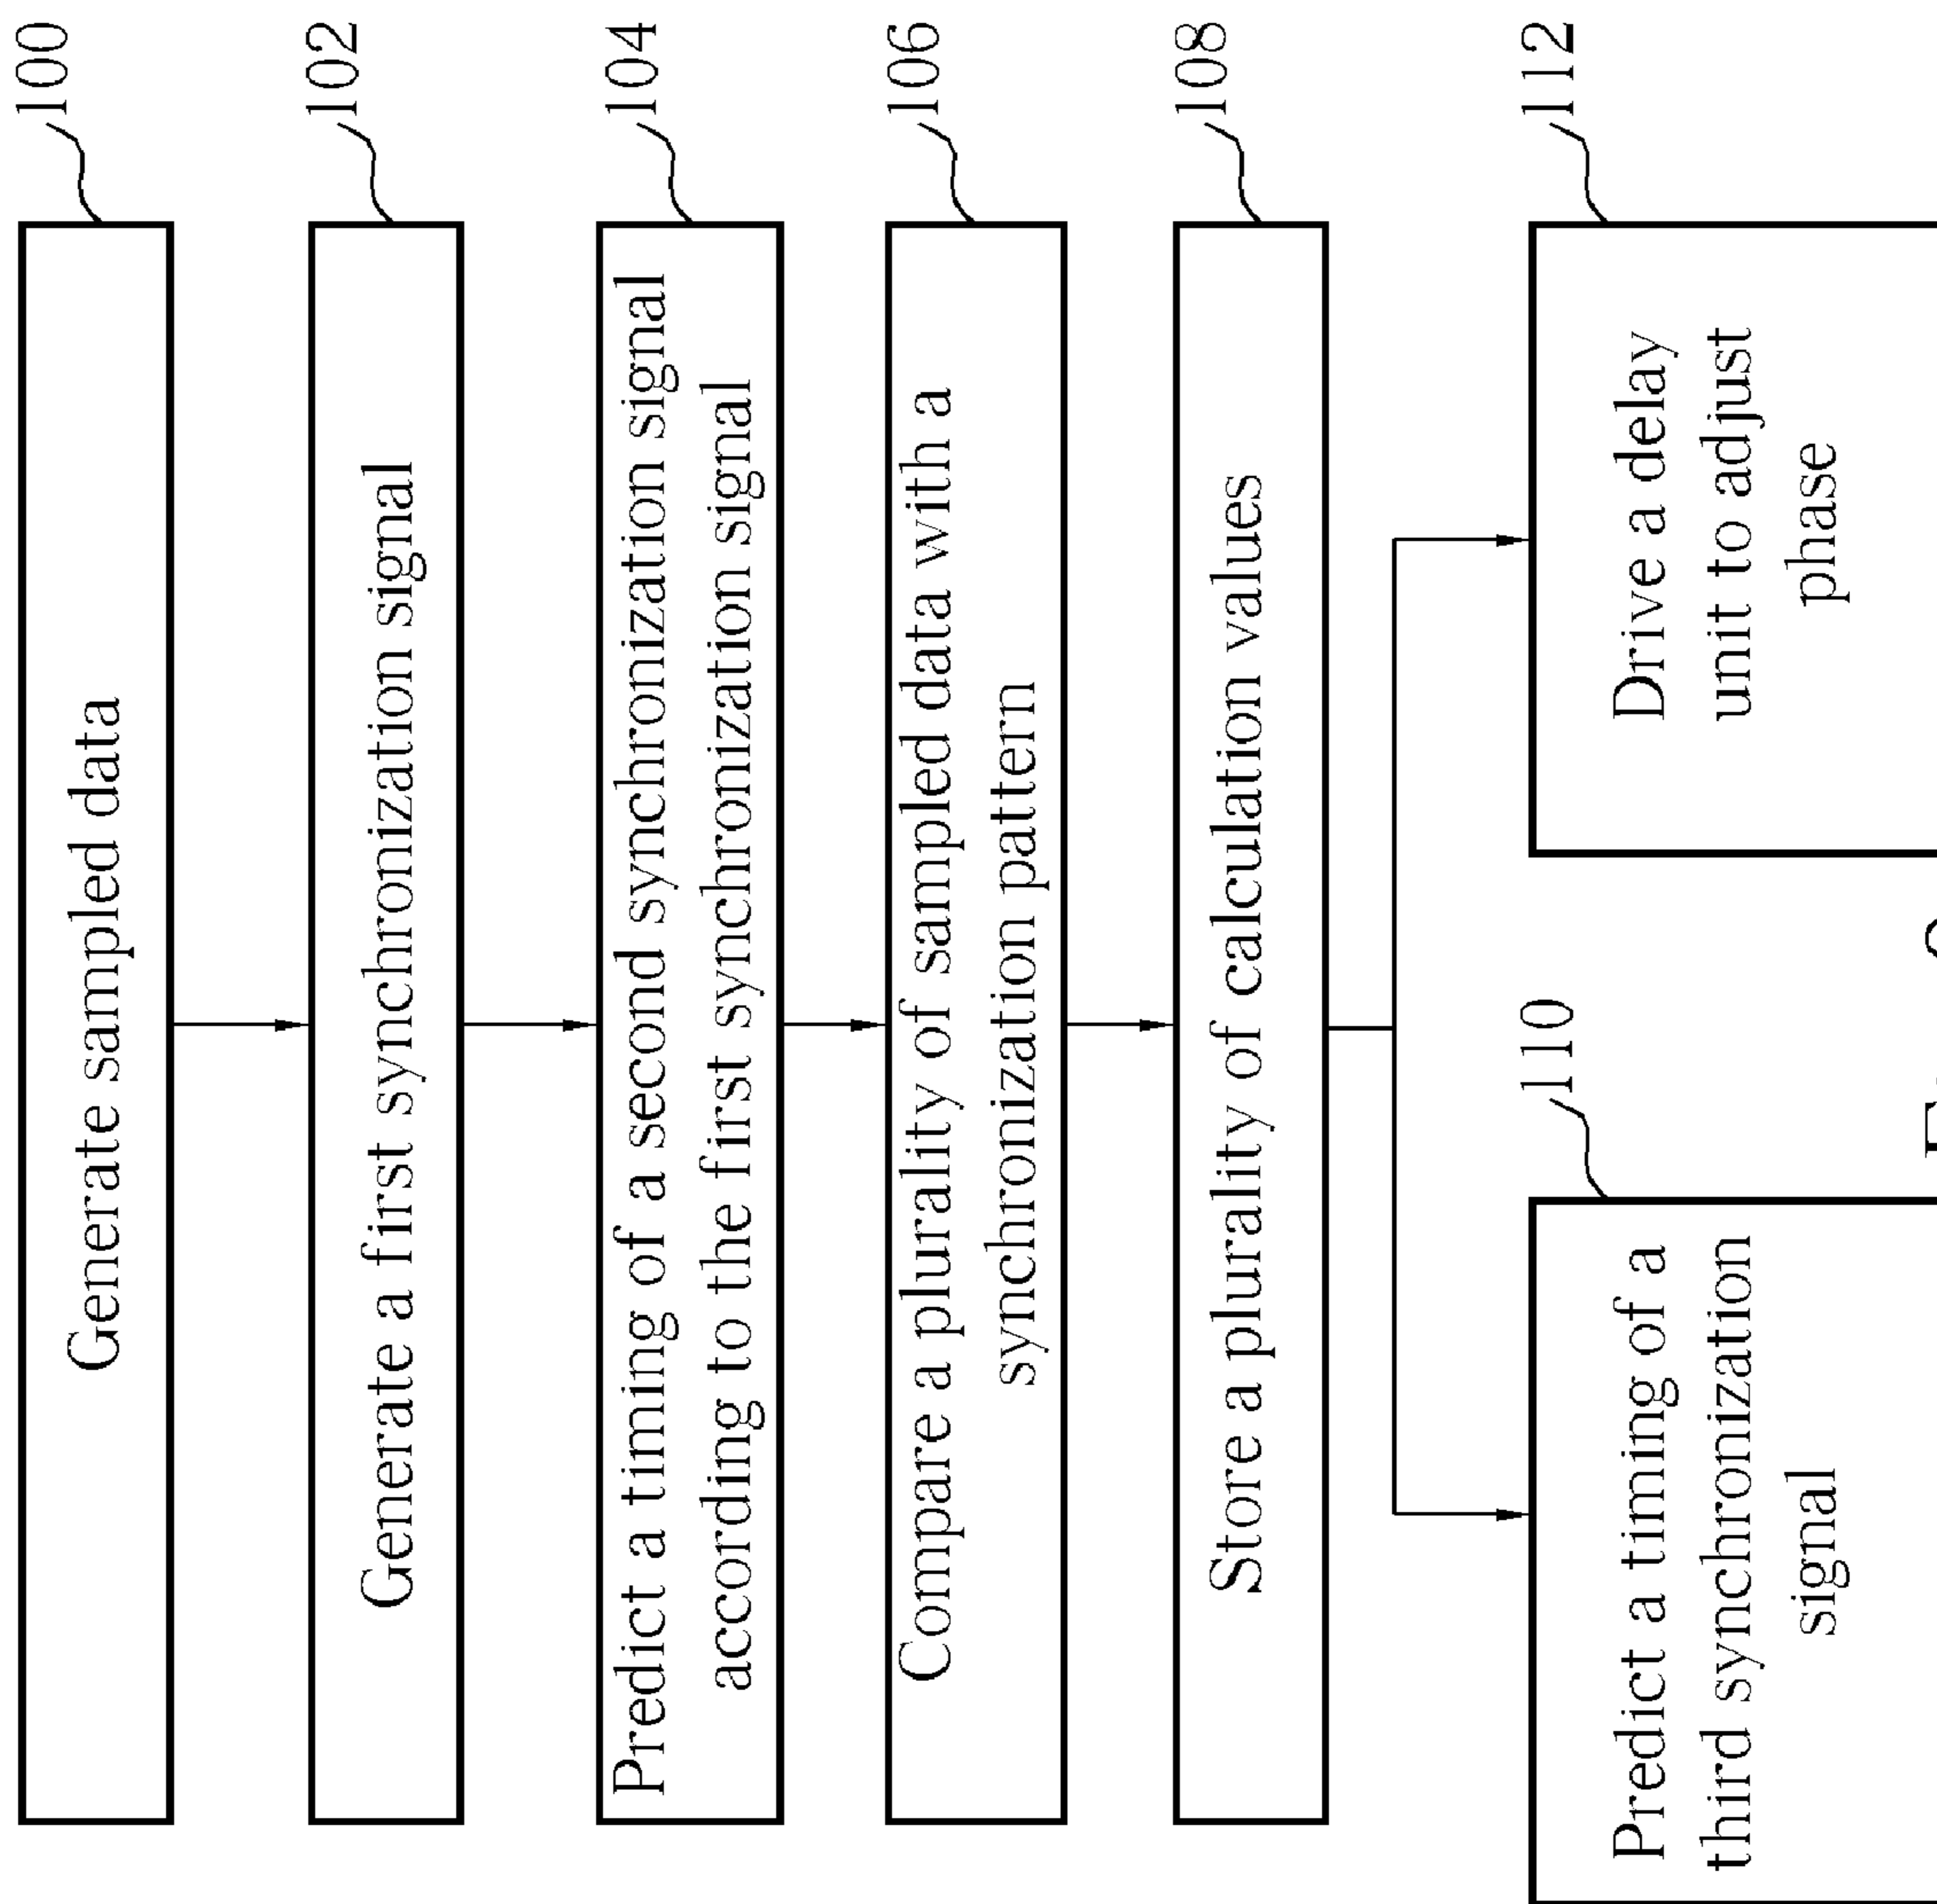 Generate sampled data
100
Generate a first synchronization signal
102
Predict a timing of a second synchronization signal
according to the first synchronization signal
104
Compare a plurality of sampled data with a
synchronization pattern
106
Store a plurality of calculation values
108
Predict a timing of a
third synchronization
signal
110
Drive a delay
unit to adjust
phase
112